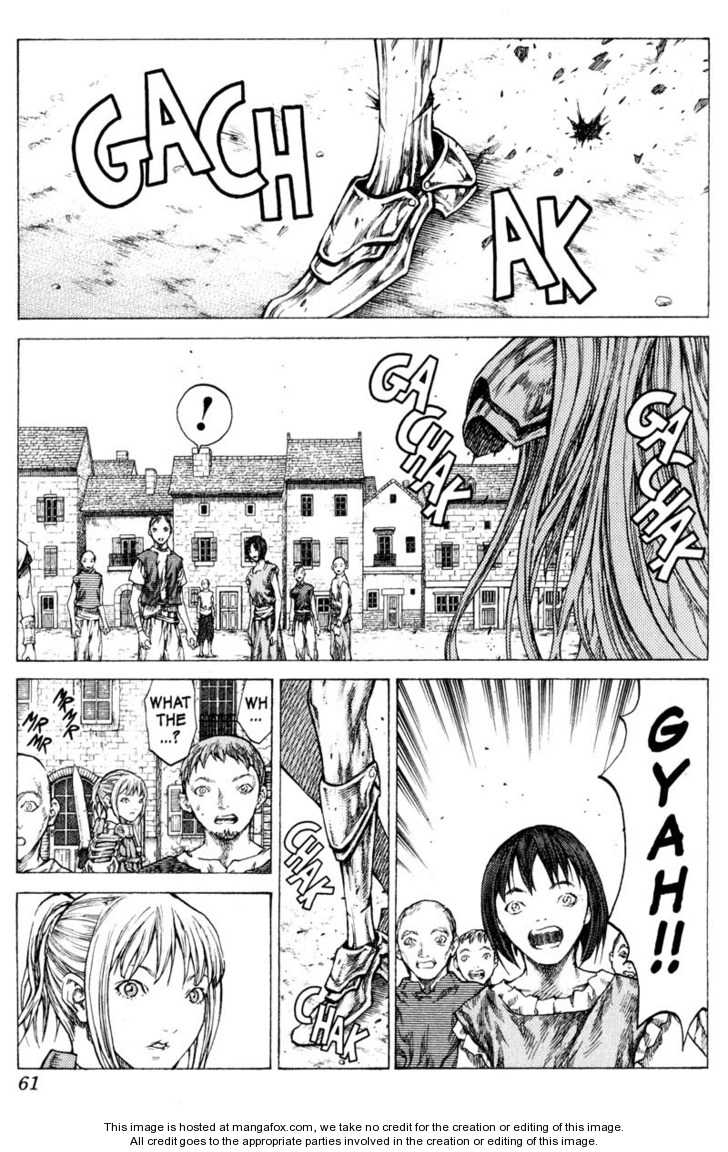 GACH
AK
!
GA
CHAK
GA
CHAK
WH
...
WHAT
THE
...?
MR
MR
MR
MR
CHAK
CHAK
GYAH!!
61
This image is hosted at mangafox.com, we take no credit for the creation or editing of this image.
All credit goes to the appropriate parties involved in the creation or editing of this image.